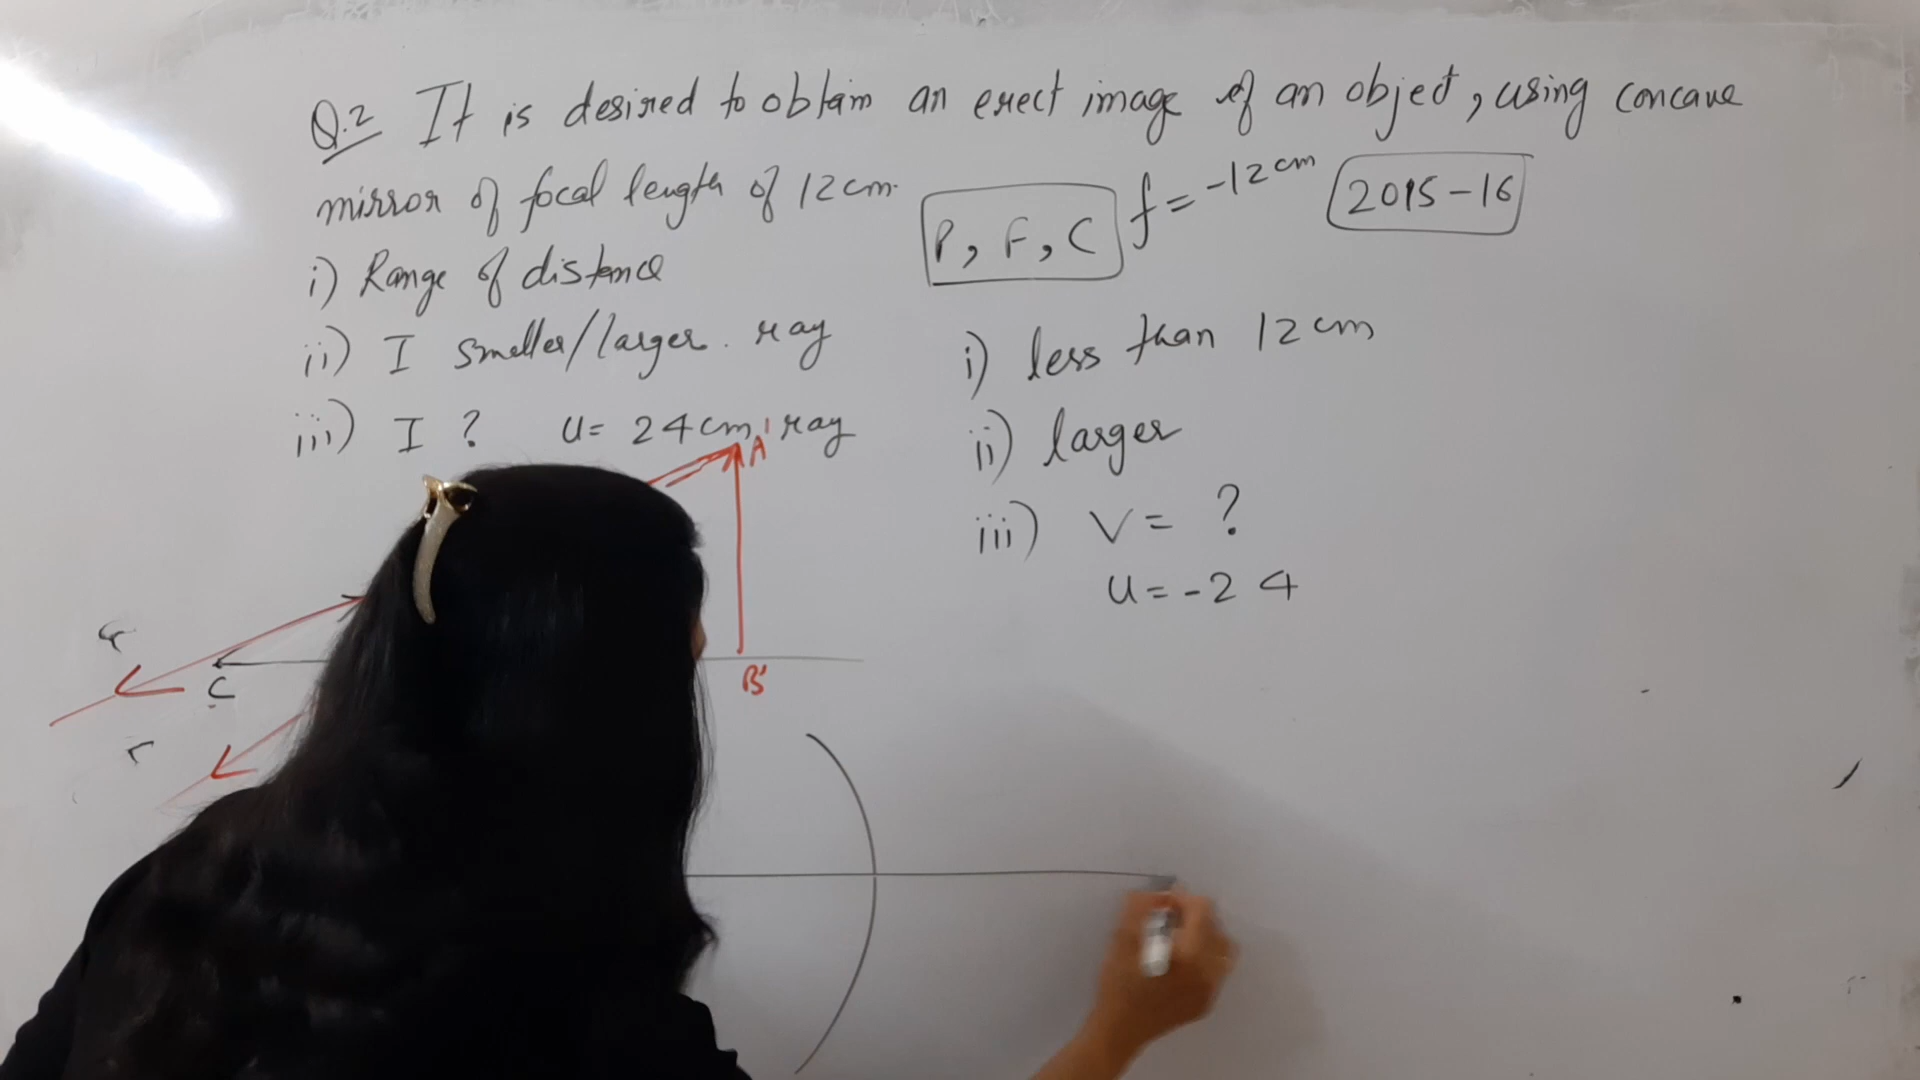 Q.2 It is desired to obtain an erect image of an object, using concave
mirror of focal length of 12cm.
P, F, C
f = -12 cm
2015-16
i) Range of distance
ii) I smaller/larger. ray
iii) I ? u= 24cm ray
i) less than 12 cm
ii) larger
iii) v = ?
u = -24
A'
B'
C